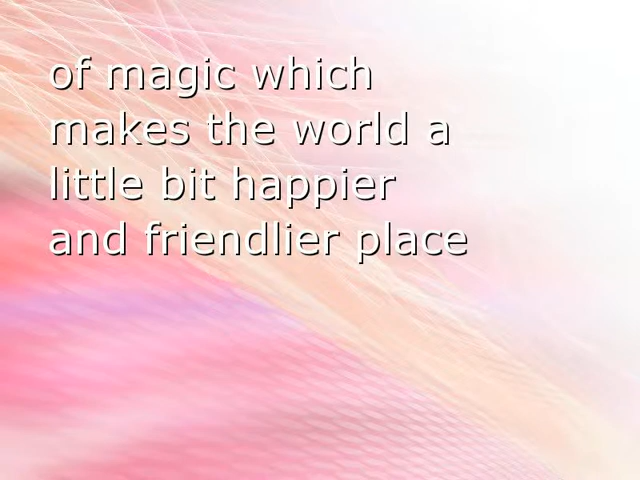 of magic which
makes the world a
little bit happier
and friendlier place